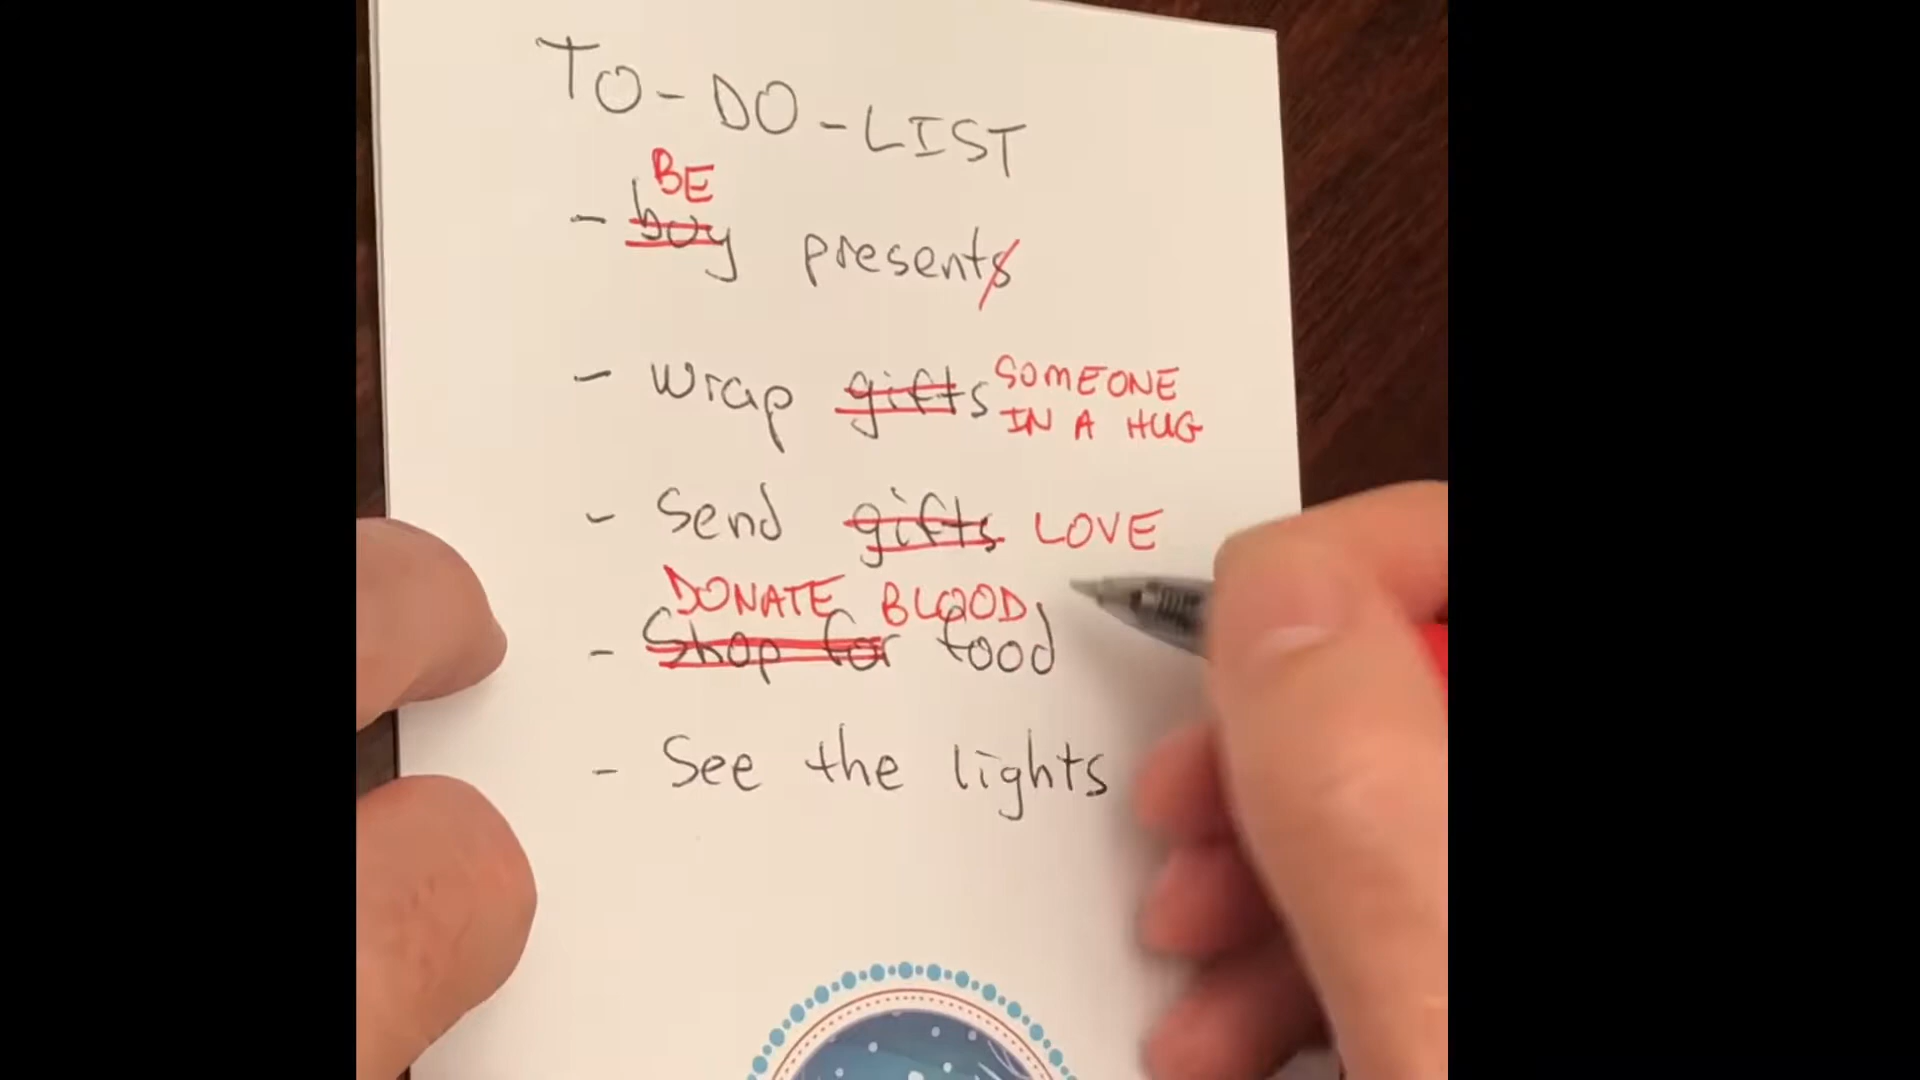 TO-DO-LIST
BE
- buy presents
- wrap gifts SOMEONE
IN A HUG
- Send gifts LOVE
DONATE BLOOD
- Shop for food
- See the lights